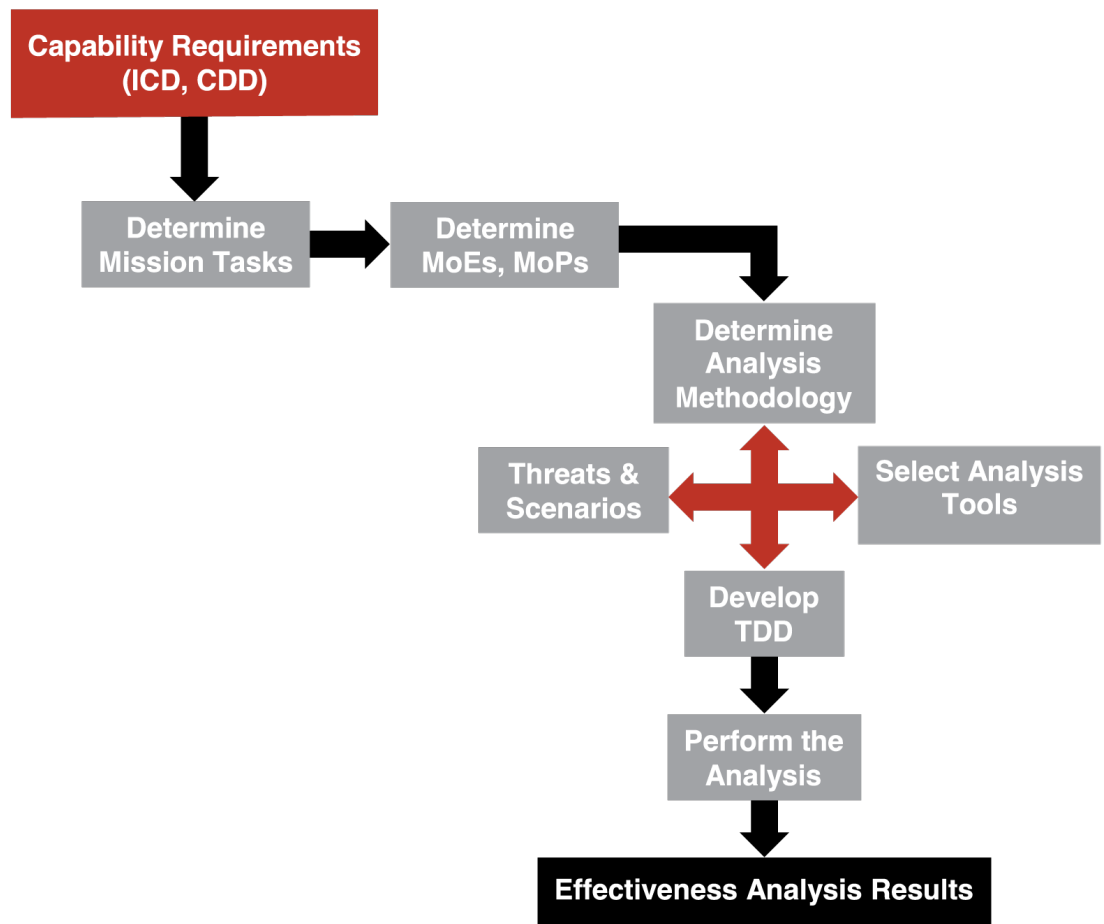 Capability Requirements
(ICD, CDD)
Determine
Mission Tasks
Determine
MoEs, MoPs
Determine
Analysis
Methodology
Threats &
Scenarios
Select Analysis
Tools
Develop
TDD
Perform the
Analysis
Effectiveness Analysis Results